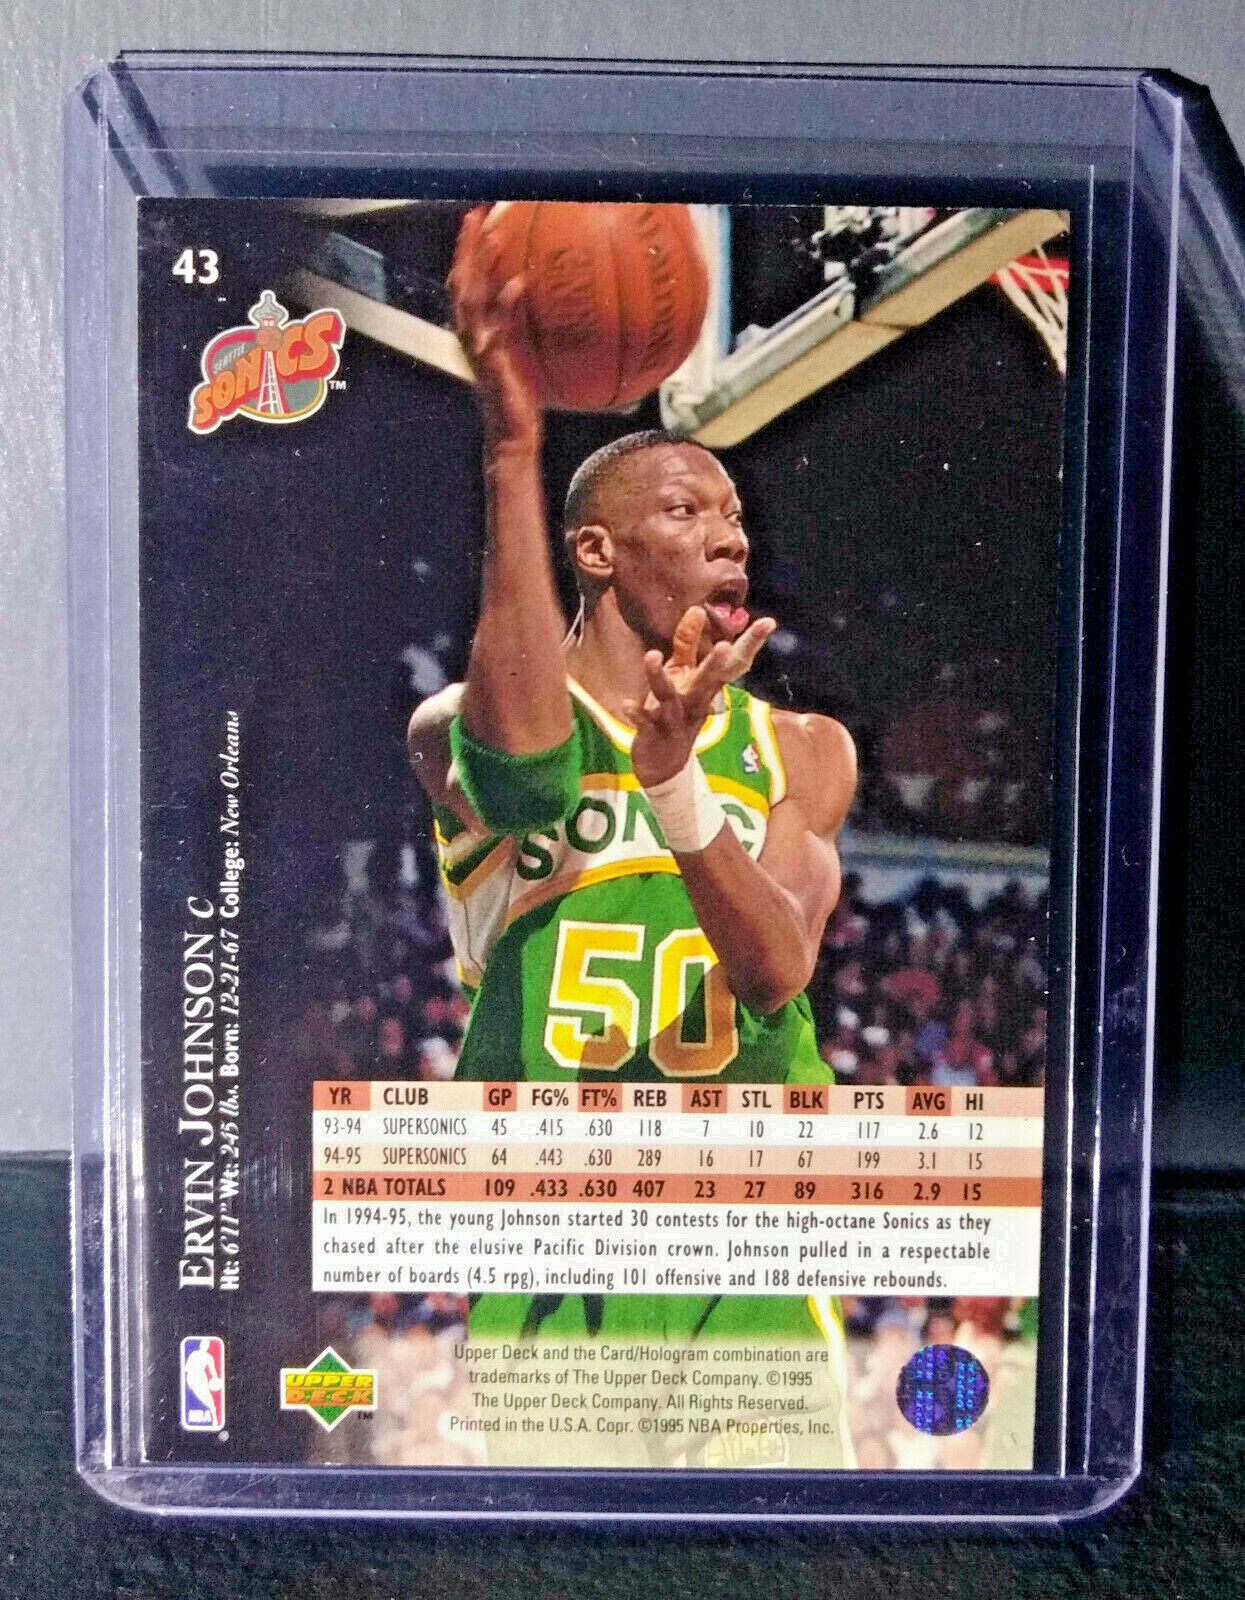 43
SEATTLE
SONICS
TM
SPALDING
SONIC
50
ERVIN JOHNSON C
Ht: 6'11" Wt: 245 lbs. Born: 12-21-67 College: New Orleans
YR CLUB GP FG% FT% REB AST STL BLK PTS AVG HI
93-94 SUPERSONICS 45 .415 .630 118 7 10 22 117 2.6 12
94-95 SUPERSONICS 64 .443 .630 289 16 17 67 199 3.1 15
2 NBA TOTALS 109 .433 .630 407 23 27 89 316 2.9 15
In 1994-95, the young Johnson started 30 contests for the high-octane Sonics as they
chased after the elusive Pacific Division crown. Johnson pulled in a respectable
number of boards (4.5 rpg), including 101 offensive and 188 defensive rebounds.
NBA
®
UPPER
DECK
TM
Upper Deck and the Card/Hologram combination are
trademarks of The Upper Deck Company. ©1995
The Upper Deck Company. All Rights Reserved.
Printed in the U.S.A. Copr. ©1995 NBA Properties, Inc.